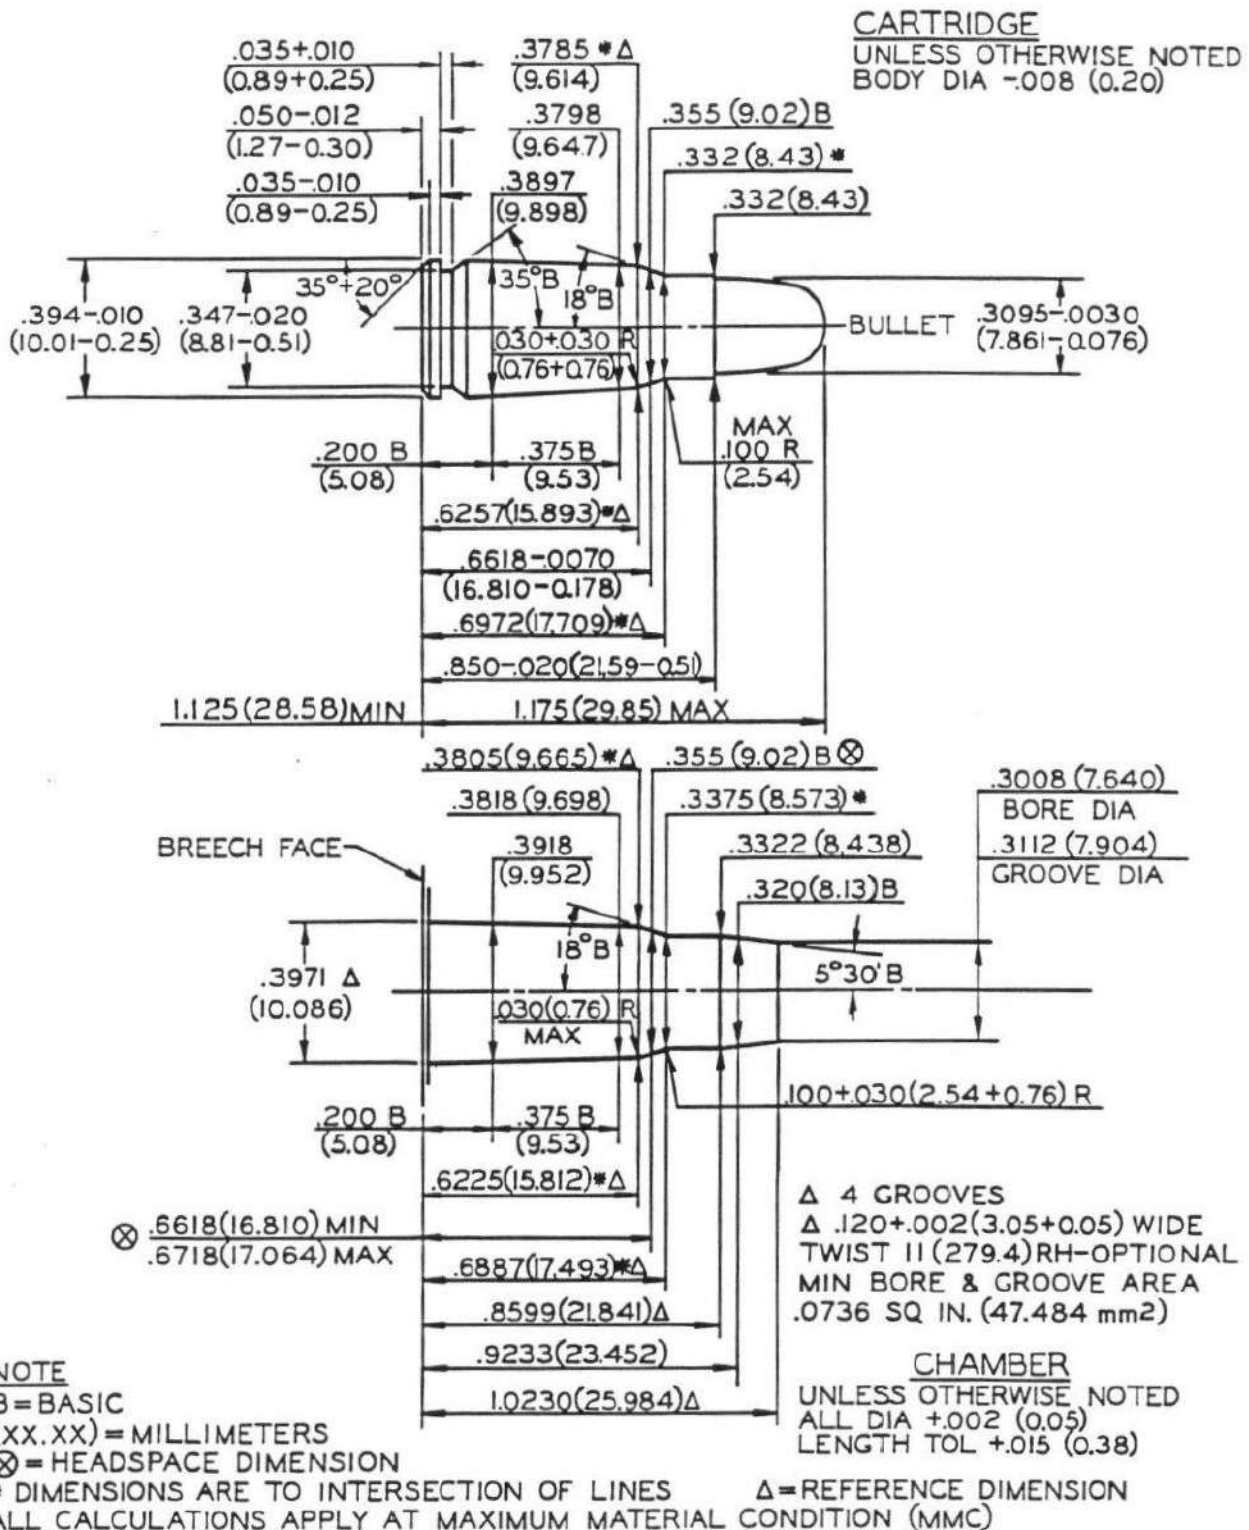 CARTRIDGE
UNLESS OTHERWISE NOTED
BODY DIA -.008 (0.20)
.035+.010
(0.89+0.25)
.050-.012
(1.27-0.30)
.035-.010
(0.89-0.25)
.3785 * Δ
(9.614)
.3798
(9.647)
.3897
(9.898)
.355 (9.02) B
.332 (8.43) *
.332 (8.43)
35°+20°
35°B
18°B
.394-.010
(10.01-0.25)
.347-.020
(8.81-0.51)
.030+.030 R
(0.76+0.76)
BULLET
.3095-.0030
(7.861-0.076)
.200 B
(5.08)
.375 B
(9.53)
MAX
.100 R
(2.54)
.6257(15.893)*Δ
.6618-.0070
(16.810-0.178)
.6972(17.709)*Δ
.850-.020(21.59-0.51)
1.125(28.58)MIN
1.175(29.85) MAX
.3805(9.665)*Δ
.355 (9.02) B ⊗
.3818 (9.698)
.3375(8.573)*
.3008 (7.640)
BORE DIA
.3112 (7.904)
GROOVE DIA
BREECH FACE
.3918
(9.952)
.3322 (8.438)
.320(8.13)B
18°B
5°30'B
.3971 Δ
(10.086)
.030(0.76) R
MAX
.100+.030(2.54+0.76) R
.200 B
(5.08)
.375 B
(9.53)
.6225(15.812)*Δ
⊗ .6618(16.810) MIN
.6718(17.064) MAX
.6887(17.493)*Δ
.8599(21.841)Δ
.9233(23.452)
1.0230(25.984)Δ
Δ 4 GROOVES
Δ .120+.002(3.05+0.05) WIDE
TWIST 11 (279.4) RH-OPTIONAL
MIN BORE & GROOVE AREA
.0736 SQ IN. (47.484 mm2)
CHAMBER
UNLESS OTHERWISE NOTED
ALL DIA +.002 (0.05)
LENGTH TOL +.015 (0.38)
NOTE
B = BASIC
(XX.XX) = MILLIMETERS
⊗ = HEADSPACE DIMENSION
* DIMENSIONS ARE TO INTERSECTION OF LINES Δ = REFERENCE DIMENSION
ALL CALCULATIONS APPLY AT MAXIMUM MATERIAL CONDITION (MMC)